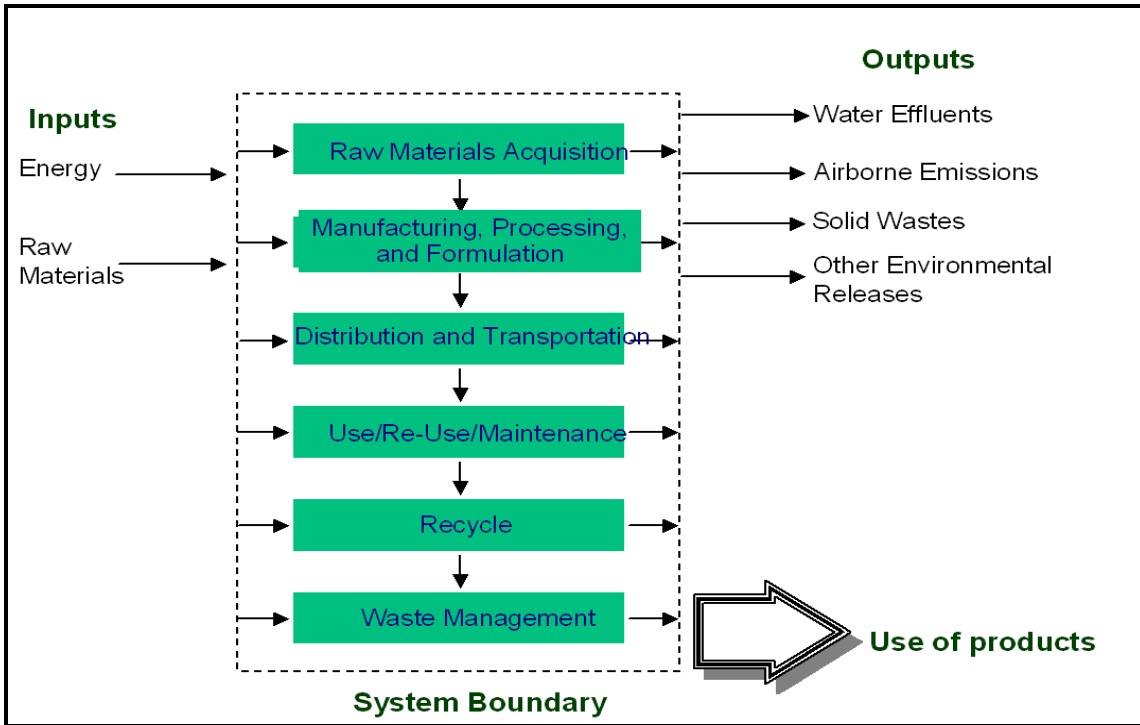 Inputs
Energy
Raw
Materials
Raw Materials Acquisition
Manufacturing, Processing,
and Formulation
Distribution and Transportation
Use/Re-Use/Maintenance
Recycle
Waste Management
System Boundary
Outputs
Water Effluents
Airborne Emissions
Solid Wastes
Other Environmental
Releases
Use of products